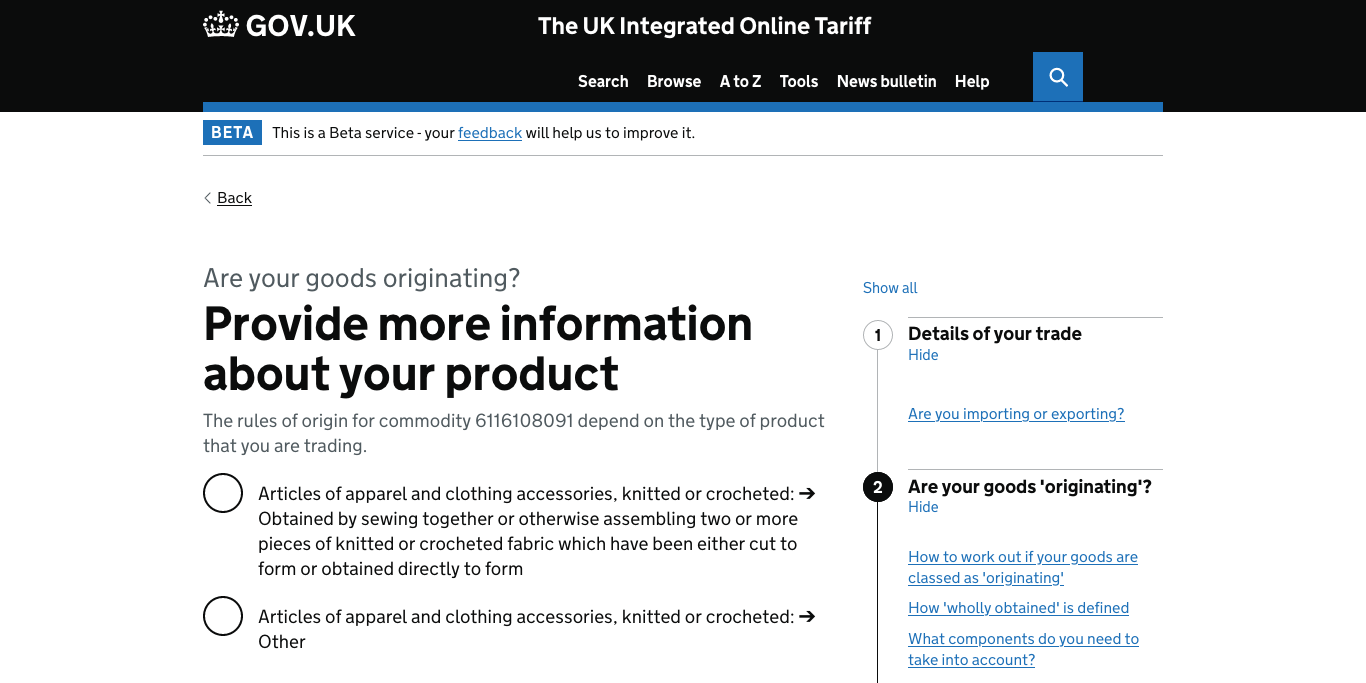 GOV.UK
The UK Integrated Online Tariff
Search Browse A to Z Tools News bulletin Help
BETA This is a Beta service - your feedback will help us to improve it.
Back
Are your goods originating?
Provide more information
about your product
The rules of origin for commodity 6116108091 depend on the type of product
that you are trading.
Articles of apparel and clothing accessories, knitted or crocheted: ➔
Obtained by sewing together or otherwise assembling two or more
pieces of knitted or crocheted fabric which have been either cut to
form or obtained directly to form
Articles of apparel and clothing accessories, knitted or crocheted: ➔
Other
Show all
1 Details of your trade
Hide
Are you importing or exporting?
2 Are your goods 'originating'?
Hide
How to work out if your goods are
classed as 'originating'
How 'wholly obtained' is defined
What components do you need to
take into account?